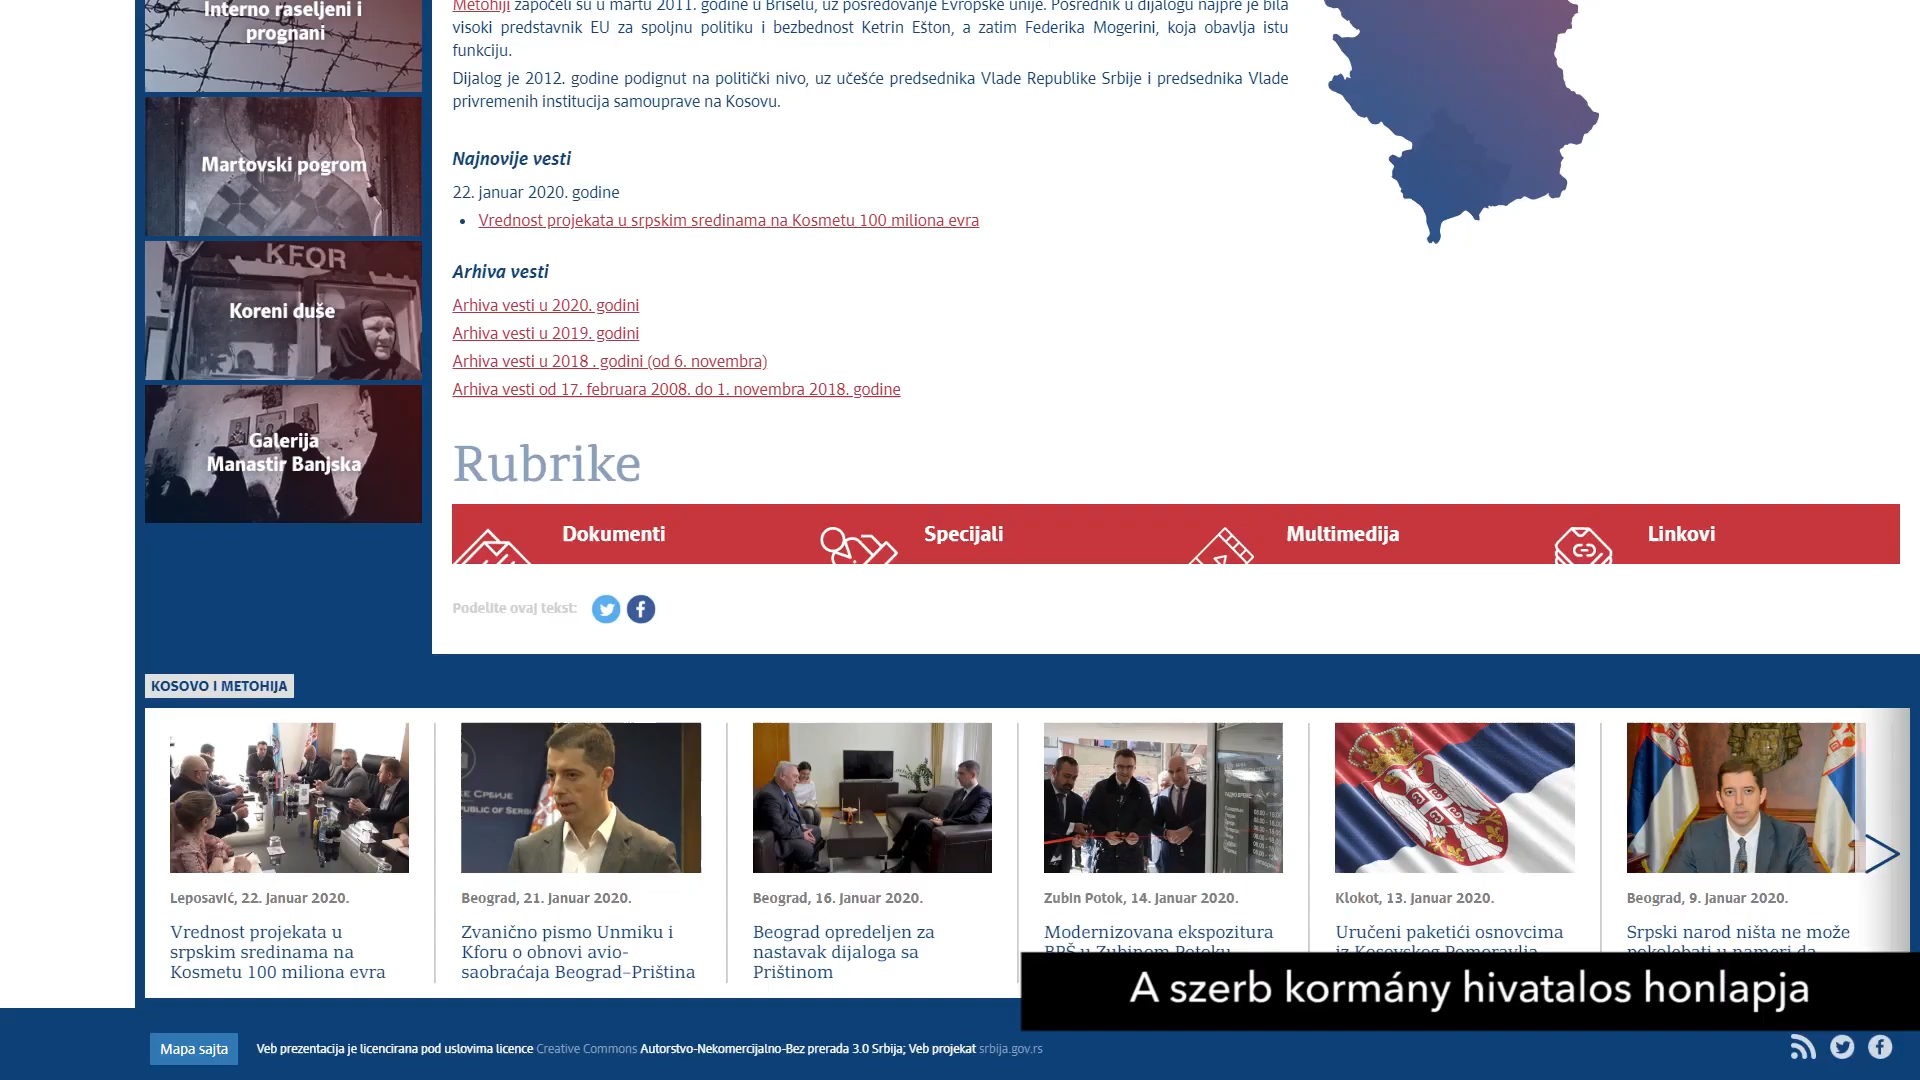 Interno raseljeni i
prognani
Martovski pogrom
KFOR
Koreni duše
Galerija
Manastir Banjska
Metohiji započeli su u martu 2011. godine u Briselu, uz posredovanje Evropske unije. Posrednik u dijalogu najpre je bila
visoki predstavnik EU za spoljnu politiku i bezbednost Ketrin Ešton, a zatim Federika Mogerini, koja obavlja istu
funkciju.
Dijalog je 2012. godine podignut na politički nivo, uz učešće predsednika Vlade Republike Srbije i predsednika Vlade
privremenih institucija samouprave na Kosovu.
Najnovije vesti
22. januar 2020. godine
Vrednost projekata u srpskim sredinama na Kosmetu 100 miliona evra
Arhiva vesti
Arhiva vesti u 2020. godini
Arhiva vesti u 2019. godini
Arhiva vesti u 2018 . godini (od 6. novembra)
Arhiva vesti od 17. februara 2008. do 1. novembra 2018. godine
Rubrike
Dokumenti
Specijali
Multimedija
Linkovi
Podelite ovaj tekst:
KOSOVO I METOHIJA
Leposavić, 22. januar 2020.
Vrednost projekata u
srpskim sredinama na
Kosmetu 100 miliona evra
Beograd, 21. januar 2020.
Zvanično pismo Unmiku i
Kforu o obnovi avio-
saobraćaja Beograd–Priština
Beograd, 16. januar 2020.
Beograd opredeljen za
nastavak dijaloga sa
Prištinom
Zubin Potok, 14. januar 2020.
Modernizovana ekspozitura
BPŠ u Zubinom Potoku
Klokot, 13. januar 2020.
Uručeni paketići osnovcima
iz Kosovskog Pomoravlja
Beograd, 9. januar 2020.
Srpski narod ništa ne može
pokolebati u nameri da
A szerb kormány hivatalos honlapja
Mapa sajta
Veb prezentacija je licencirana pod uslovima licence Creative Commons Autorstvo-Nekomercijalno-Bez prerada 3.0 Srbija; Veb projekat srbija.gov.rs